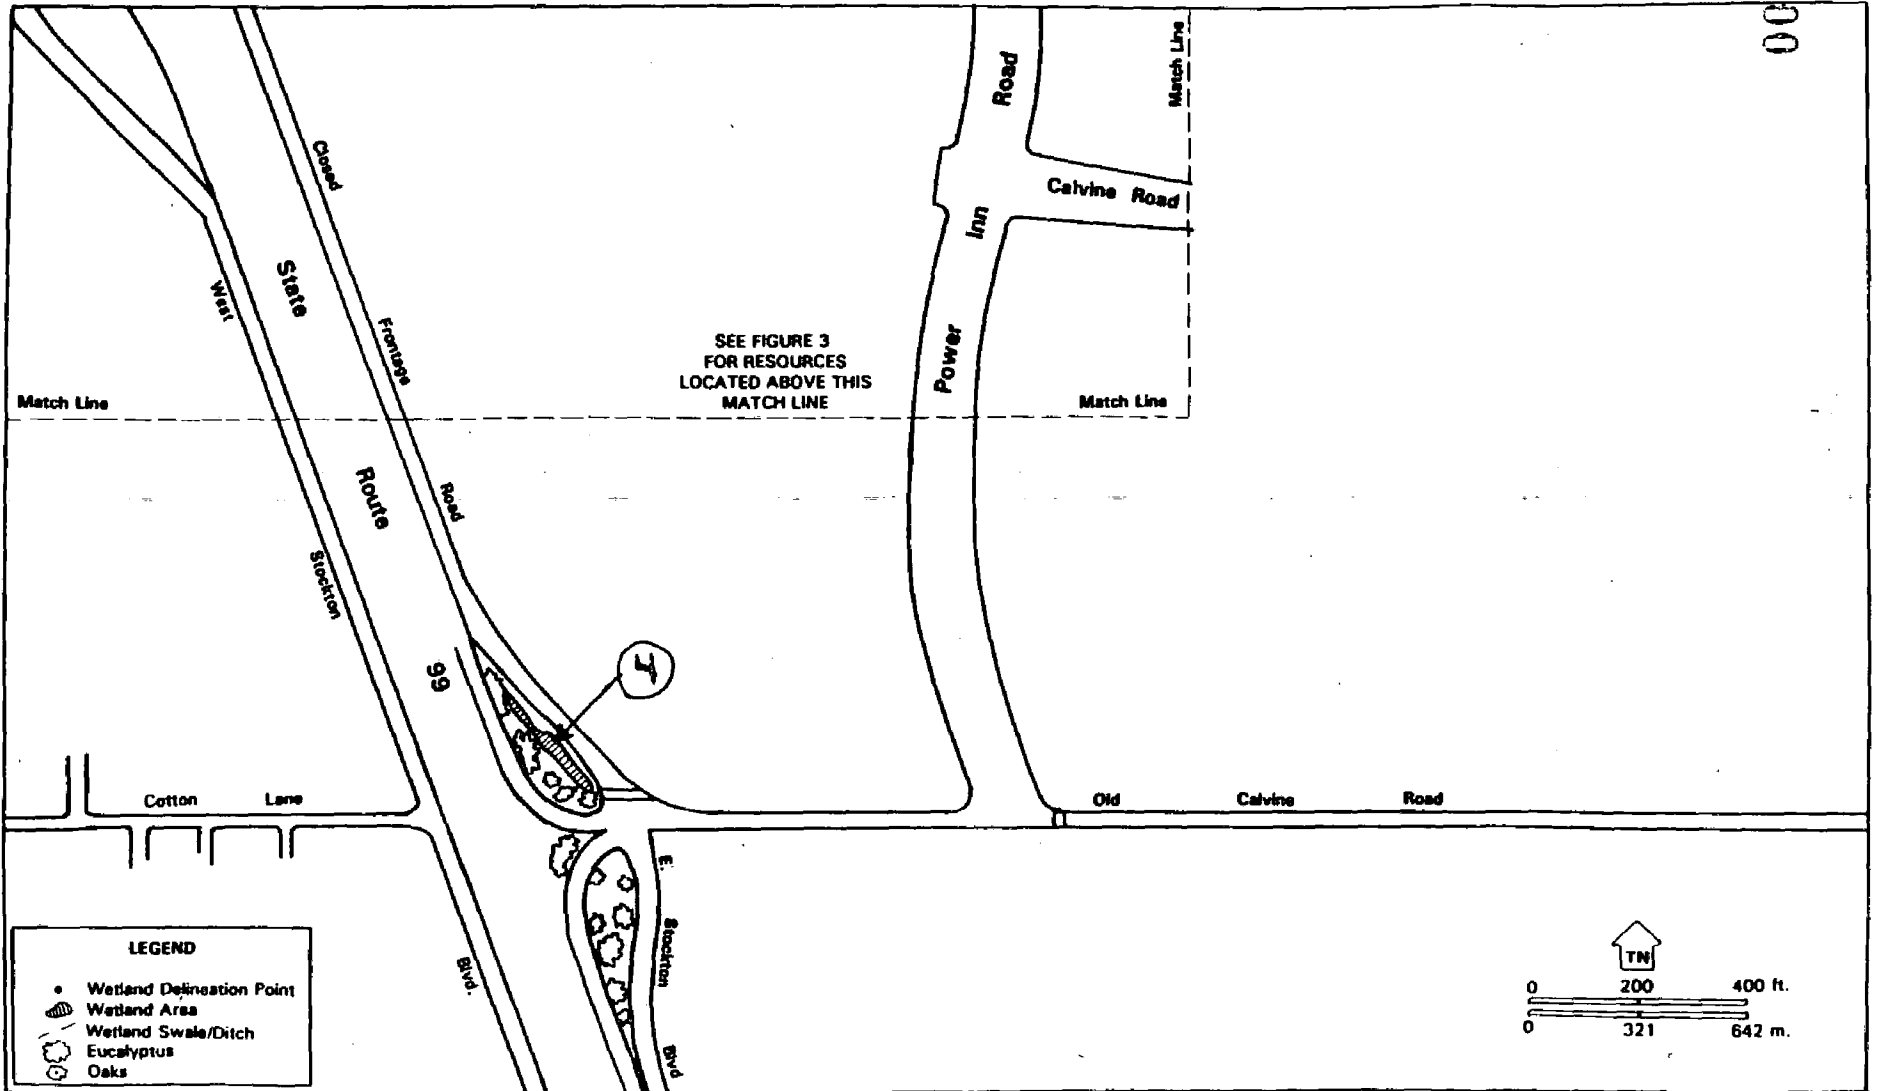 Match Line
Road
Calvine Road
Inn
Power
Closed
Frontage
Road
State
Route
99
West
Stockton
Blvd.
SEE FIGURE 3
FOR RESOURCES
LOCATED ABOVE THIS
MATCH LINE
Match Line
Match Line
Cotton Lane
Old Calvine Road
E.
Stockton
Blvd
LEGEND
Wetland Delineation Point
Wetland Area
Wetland Swale/Ditch
Eucalyptus
Oaks
TN
0 200 400 ft.
0 321 642 m.